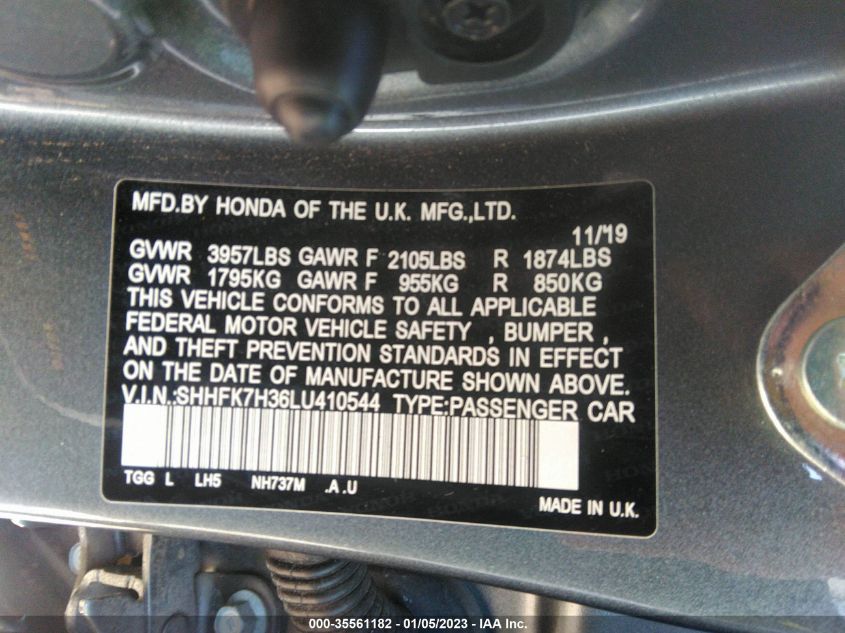 MFD.BY HONDA OF THE U.K. MFG.,LTD.
11/19
GVWR 3957LBS GAWR F 2105LBS R 1874LBS
GVWR 1795KG GAWR F 955KG R 850KG
THIS VEHICLE CONFORMS TO ALL APPLICABLE
FEDERAL MOTOR VEHICLE SAFETY , BUMPER ,
AND THEFT PREVENTION STANDARDS IN EFFECT
ON THE DATE OF MANUFACTURE SHOWN ABOVE.
V.I.N.:SHHFK7H36LU410544 TYPE:PASSENGER CAR
TGG L LH5 NH737M .A .U
MADE IN U.K.
000-35561182 - 01/05/2023 - IAA Inc.